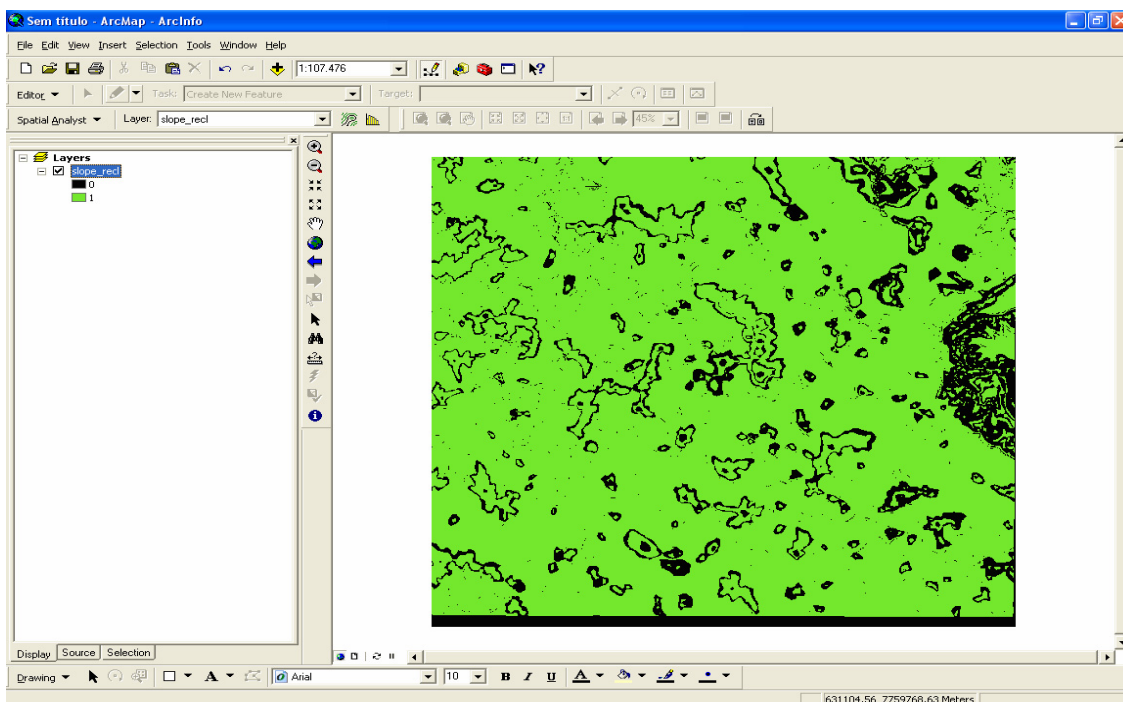 Sem título - ArcMap - ArcInfo
File Edit View Insert Selection Tools Window Help
1:107.476
Editor Task: Create New Feature Target:
Spatial Analyst Layer: slope_recl 45%
Layers
slope_recl
0
1
Display Source Selection
Drawing A Arial 10 B I U A
631104,56 7759768,63 Meters